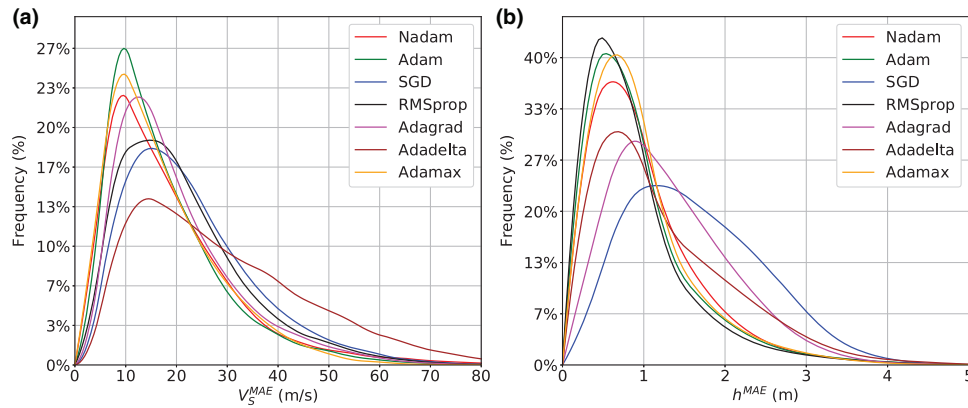 (a)
Frequency (%)
27%
23%
20%
17%
13%
10%
7%
3%
0%
0 10 20 30 40 50 60 70 80
V_S^{MAE} (m/s)
Nadam
Adam
SGD
RMSprop
Adagrad
Adadelta
Adamax
(b)
Frequency (%)
40%
33%
27%
20%
13%
7%
0%
0 1 2 3 4 5
h^{MAE} (m)
Nadam
Adam
SGD
RMSprop
Adagrad
Adadelta
Adamax